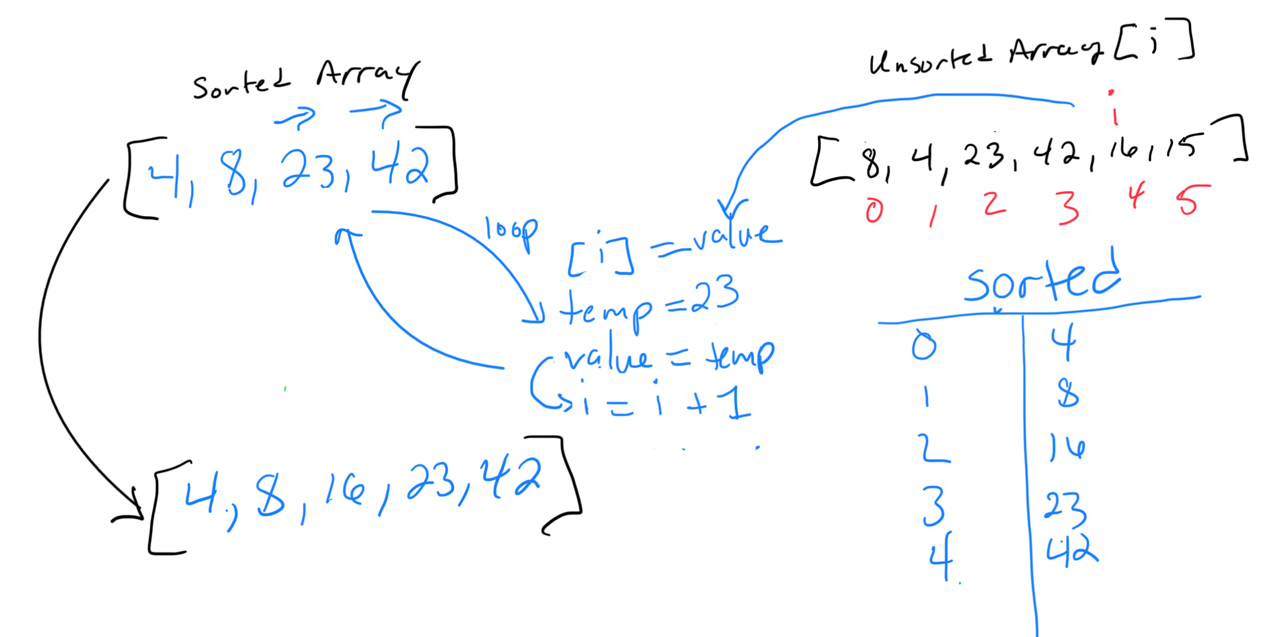 Sorted Array
[4, 8, 23, 42]
loop
[i] = value
temp = 23
value = temp
i = i + 1
[4, 8, 16, 23, 42]
Unsorted Array [i]
i
[8, 4, 23, 42, 16, 15]
0 1 2 3 4 5
sorted
0 4
1 8
2 16
3 23
4 42